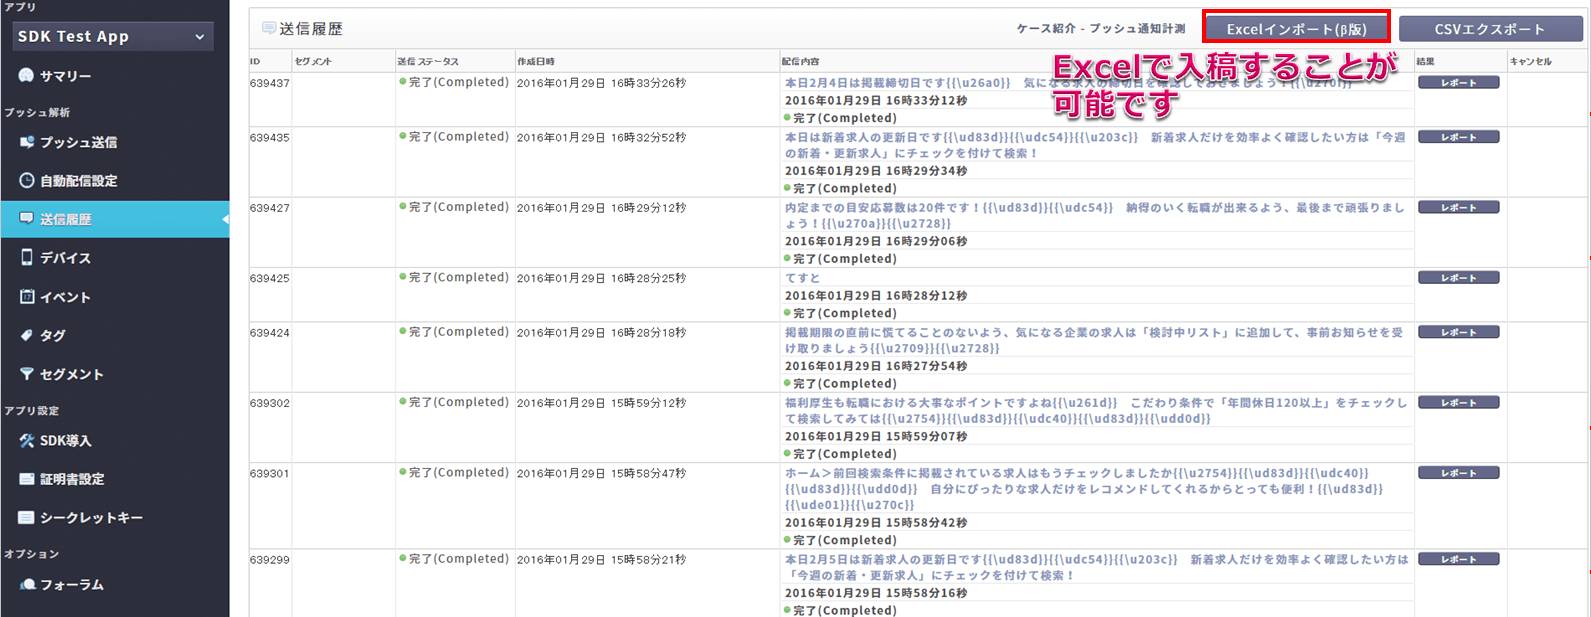 アプリ
SDK Test App
サマリー
プッシュ解析
プッシュ送信
自動配信設定
送信履歴
デバイス
イベント
タグ
セグメント
アプリ設定
SDK導入
証明書設定
シークレットキー
オプション
フォーラム
送信履歴
ケース紹介 - プッシュ通知計測
Excelインポート(β版)
CSVエクスポート
Excelで入稿することが
可能です
ID セグメント 送信ステータス 作成日時 配信内容 結果 キャンセル
639437 完了(Completed) 2016年01月29日 16時33分26秒 本日2月4日は掲載締切日です{{\u26a0}} 気になる求人の締切日を確認しておきましょう！{{\u270f}} レポート
2016年01月29日 16時33分12秒
完了(Completed)
639435 完了(Completed) 2016年01月29日 16時32分52秒 本日は新着求人の更新日です{{\ud83d}}{{\udc54}}{{\u203c}} 新着求人だけを効率よく確認したい方は「今週 レポート
の新着・更新求人」にチェックを付けて検索！
2016年01月29日 16時29分34秒
完了(Completed)
639427 完了(Completed) 2016年01月29日 16時29分12秒 内定までの目安応募数は20件です！{{\ud83d}}{{\udc54}} 納得のいく転職が出来るよう、最後まで頑張りまし レポート
ょう！{{\u270a}}{{\u2728}}
2016年01月29日 16時29分06秒
完了(Completed)
639425 完了(Completed) 2016年01月29日 16時28分25秒 てすと レポート
2016年01月29日 16時28分12秒
完了(Completed)
639424 完了(Completed) 2016年01月29日 16時28分18秒 掲載期限の直前に慌てることのないよう、気になる企業の求人は「検討中リスト」に追加して、事前お知らせを受 レポート
け取りましょう{{\u2709}}{{\u2728}}
2016年01月29日 16時27分54秒
完了(Completed)
639302 完了(Completed) 2016年01月29日 15時59分12秒 福利厚生も転職における大事なポイントですよね{{\u261d}} こだわり条件で「年間休日120以上」をチェックし レポート
て検索してみては{{\u2754}}{{\ud83d}}{{\udc40}}{{\ud83d}}{{\udd0d}}
2016年01月29日 15時59分07秒
完了(Completed)
639301 完了(Completed) 2016年01月29日 15時58分47秒 ホーム＞前回検索条件に掲載されている求人はもうチェックしましたか{{\u2754}}{{\ud83d}}{{\udc40}} レポート
{{\ud83d}}{{\udd0d}} 自分にぴったりな求人だけをレコメンドしてくれるからとっても便利！{{\ud83d}}
{{\ude01}}{{\u270c}}
2016年01月29日 15時58分42秒
完了(Completed)
639299 完了(Completed) 2016年01月29日 15時58分21秒 本日2月5日は新着求人の更新日です{{\ud83d}}{{\udc54}}{{\u203c}} 新着求人だけを効率よく確認したい方は レポート
「今週の新着・更新求人」にチェックを付けて検索！
2016年01月29日 15時58分16秒
完了(Completed)